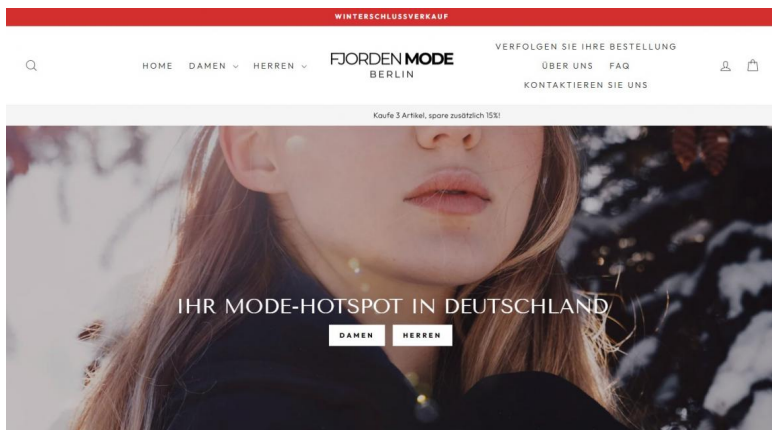 WINTERSCHLUSSVERKAUF
HOME DAMEN HERREN
FJORDEN MODE
BERLIN
VERFOLGEN SIE IHRE BESTELLUNG
ÜBER UNS FAQ
KONTAKTIEREN SIE UNS
Kaufe 3 Artikel, spare zusätzlich 15%!
IHR MODE-HOTSPOT IN DEUTSCHLAND
DAMEN HERREN